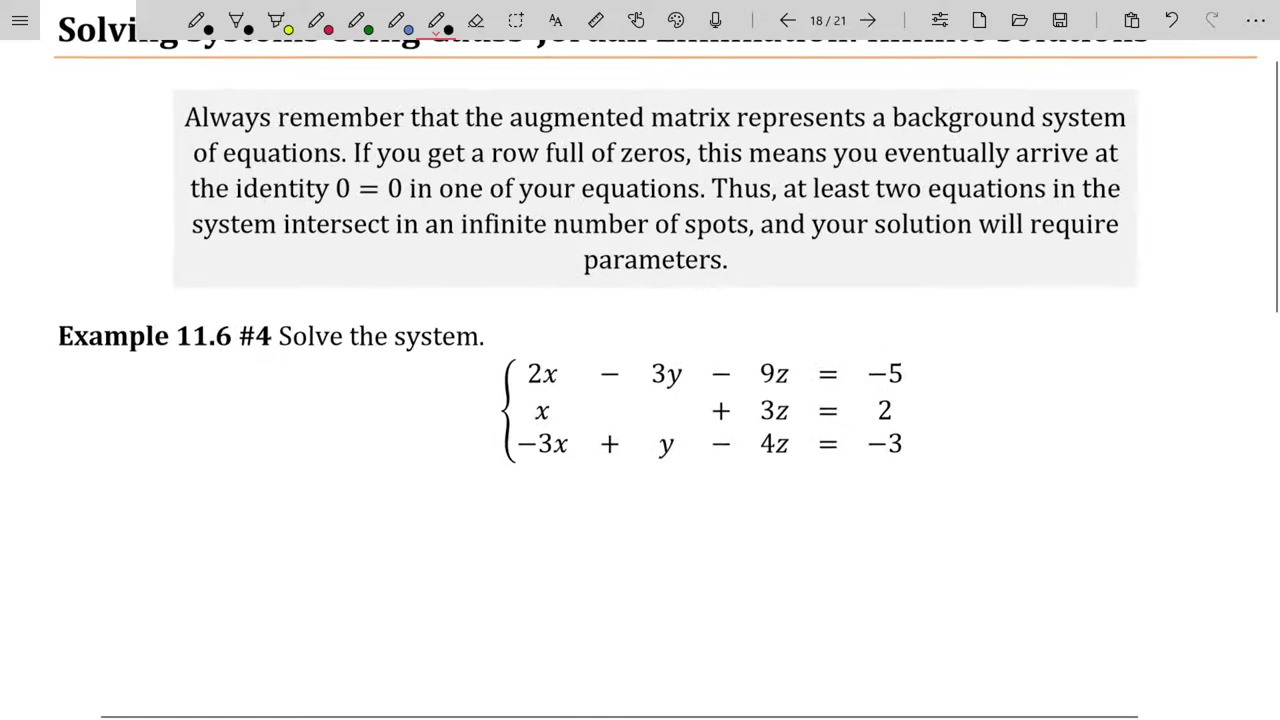 18 / 21
Always remember that the augmented matrix represents a background system
of equations. If you get a row full of zeros, this means you eventually arrive at
the identity 0 = 0 in one of your equations. Thus, at least two equations in the
system intersect in an infinite number of spots, and your solution will require
parameters.
Example 11.6 #4 Solve the system.
2x − 3y − 9z = −5
x + 3z = 2
−3x + y − 4z = −3